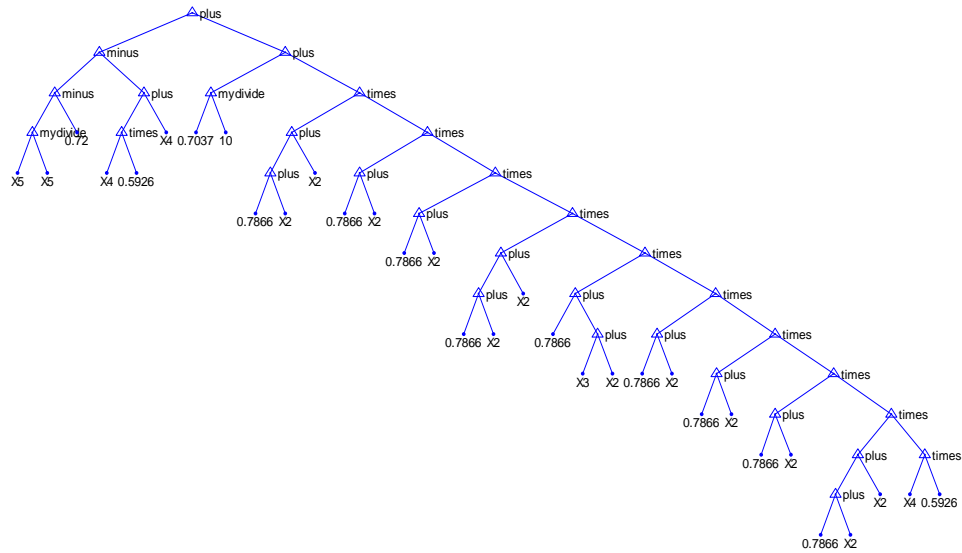 plus
minus plus
minus plus mydivide times
mydivide 0.72 times X4 0.7037 10 plus times
X5 X5 X4 0.5926 plus X2 plus times
0.7866 X2 0.7866 X2 plus times
0.7866 X2 plus times
plus X2 plus times
0.7866 X2 0.7866 plus plus times
X3 X2 0.7866 X2 plus times
0.7866 X2 plus times
0.7866 X2 plus times
plus X2 X4 0.5926
0.7866 X2